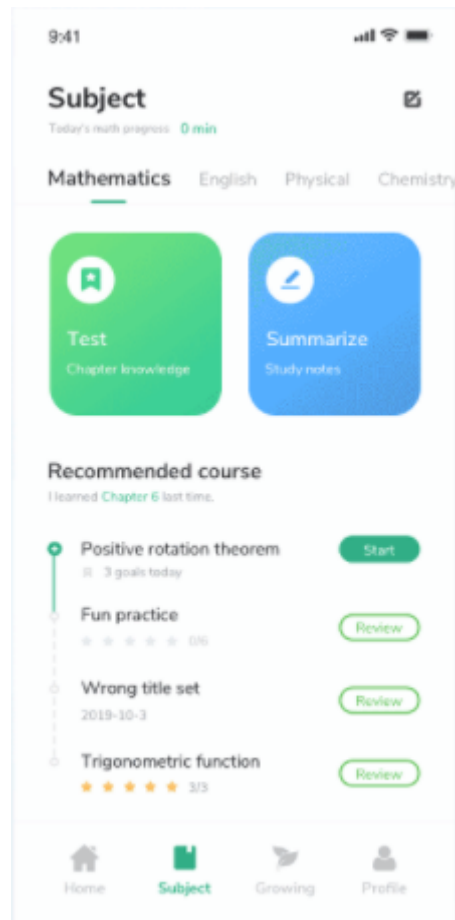 9:41
Subject
Today's math progress 0 min
Mathematics English Physical Chemistry
Test
Chapter knowledge
Summarize
Study notes
Recommended course
I learned Chapter 6 last time.
Positive rotation theorem
Start
3 goals today
Fun practice
0/6
Review
Wrong title set
2019-10-3
Review
Trigonometric function
3/3
Review
Home Subject Growing Profile